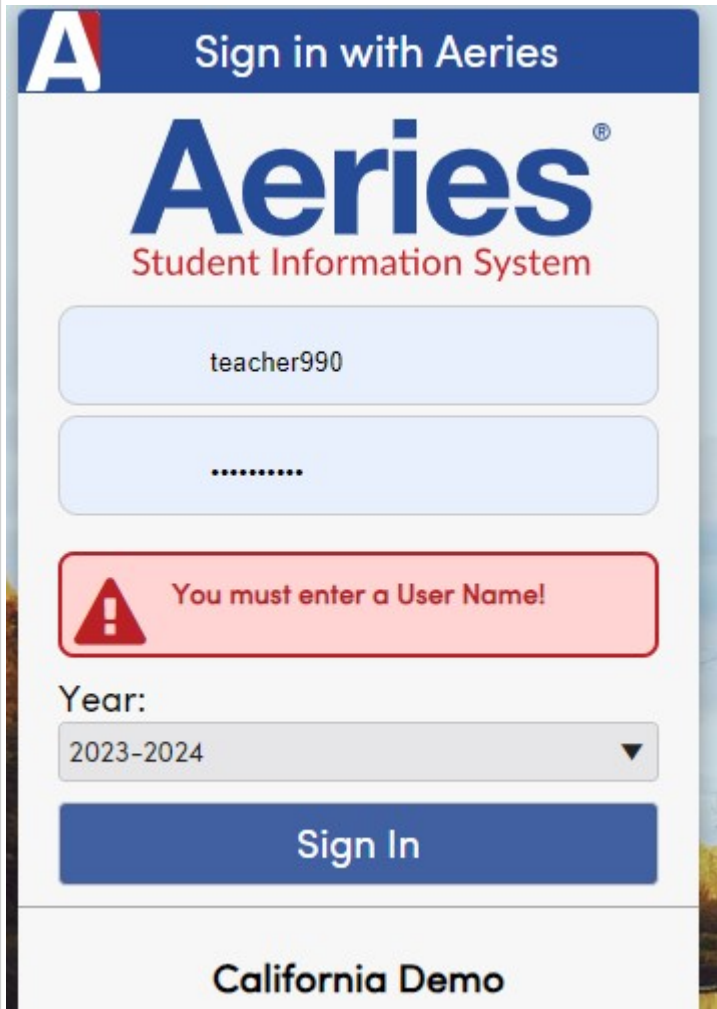 A Sign in with Aeries
Aeries®
Student Information System
teacher990
••••••••••
You must enter a User Name!
Year:
2023-2024
Sign In
California Demo